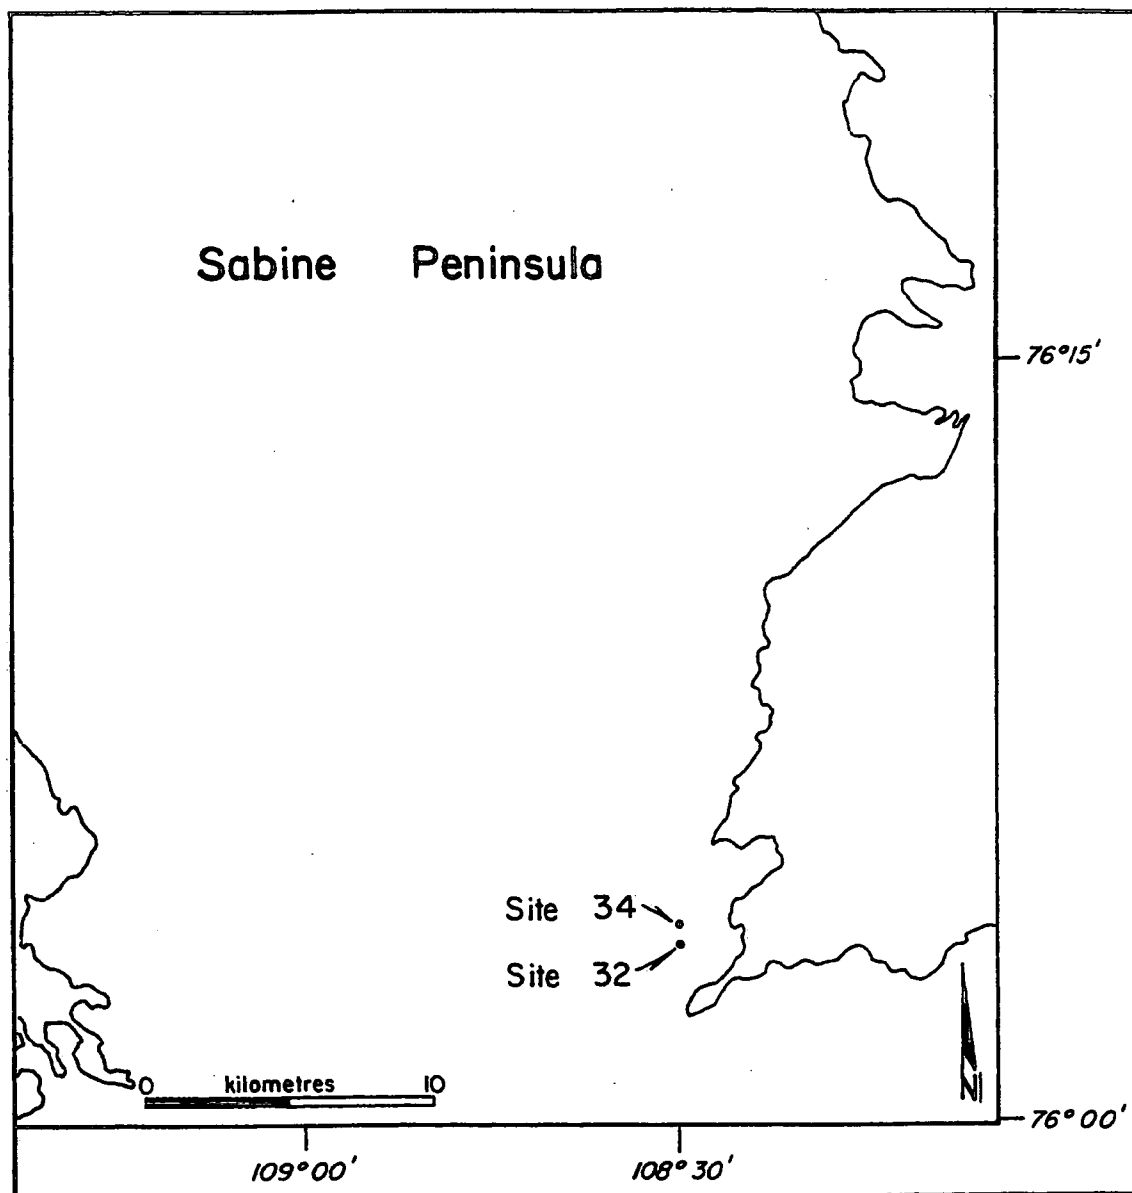 Sabine Peninsula
76°15'
Site 34
Site 32
0 kilometres 10
N
76°00'
109°00' 108°30'